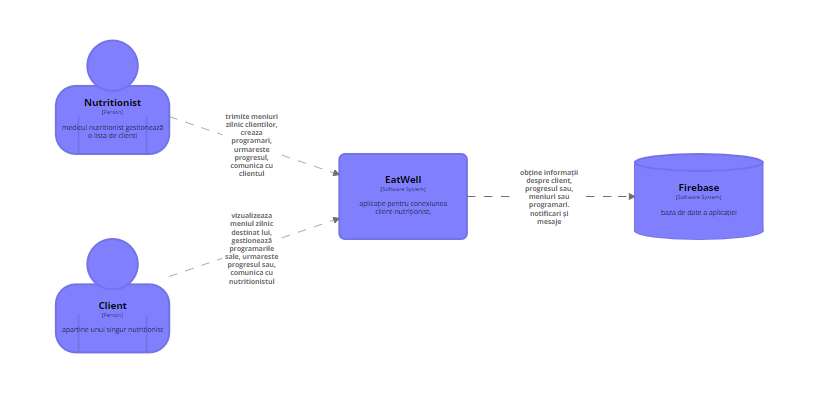 Nutritionist
[Person]
medicul nutritionist gestionează
o lista de clienti
trimite meniuri
zilnic clientilor,
creaza
programari,
urmareste
progresul,
comunica cu
clientul
EatWell
[Software System]
aplicație pentru conexiunea
client-nutriționist,
obține informații
despre client,
progresul sau,
meniuri sau
programari.
notificari și
mesaje
Firebase
[Software System]
baza de date a aplicației
vizualizeaza
meniul zilnic
destinat lui,
gestionează
programarile
sale, urmareste
progresul sau,
comunica cu
nutritionistul
Client
[Person]
apartine unui singur nutritionist